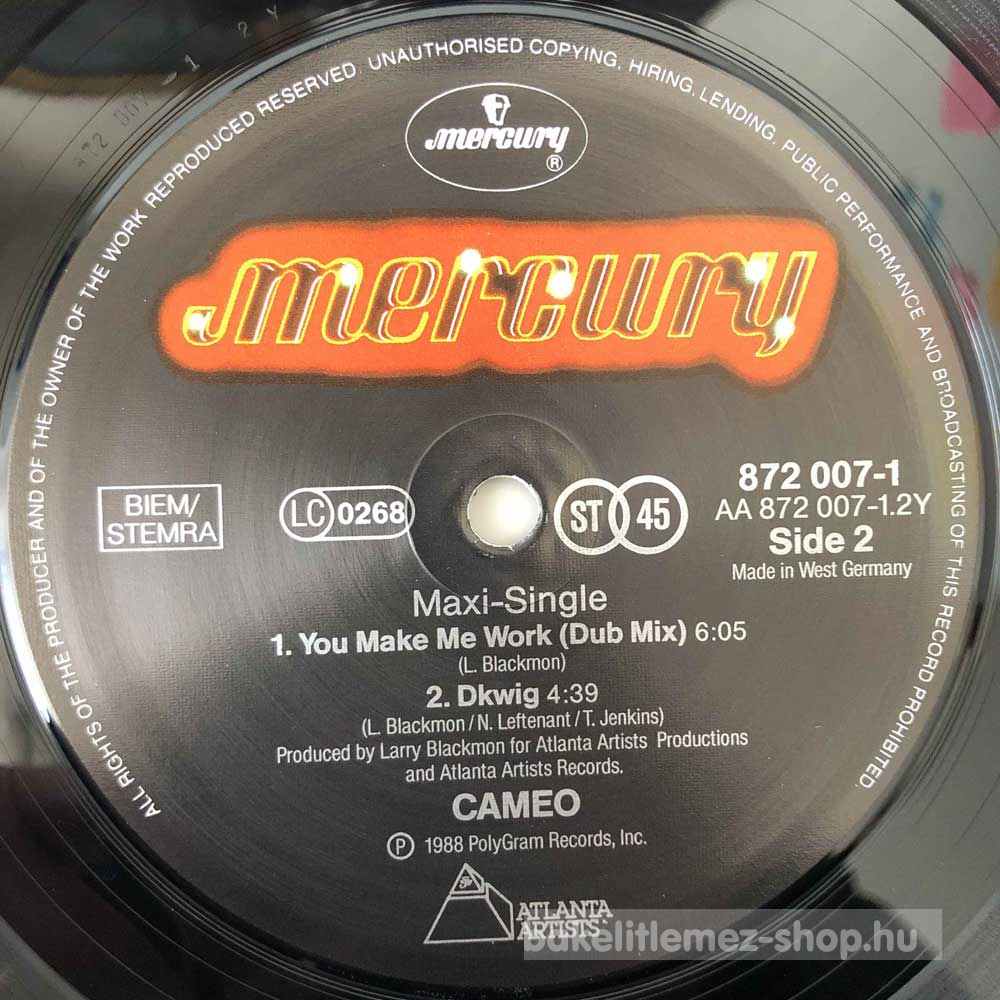 ALL RIGHTS OF THE PRODUCER AND OF THE OWNER OF THE WORK REPRODUCED RESERVED. UNAUTHORISED COPYING, HIRING, LENDING, PUBLIC PERFORMANCE AND BROADCASTING OF THIS RECORD PROHIBITED.
mercury
®
mercury
BIEM/
STEMRA
LC 0268
ST 45
872 007-1
AA 872 007-1.2Y
Side 2
Made in West Germany
Maxi-Single
1. You Make Me Work (Dub Mix) 6:05
(L. Blackmon)
2. Dkwig 4:39
(L. Blackmon/N. Leftenant/T. Jenkins)
Produced by Larry Blackmon for Atlanta Artists Productions
and Atlanta Artists Records.
CAMEO
Ⓟ 1988 PolyGram Records, Inc.
ATLANTA
ARTISTS
bakelitlemez-shop.hu